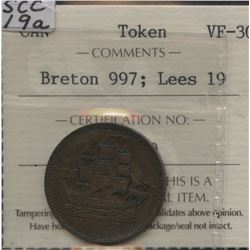 SCC
19a
CAN Token VF-30
— COMMENTS —
Breton 997; Lees 19
— CERTIFICATION NO: —
THIS IS A
ITEM.
Tampering validates above opinion.
Have package/seal not intact.